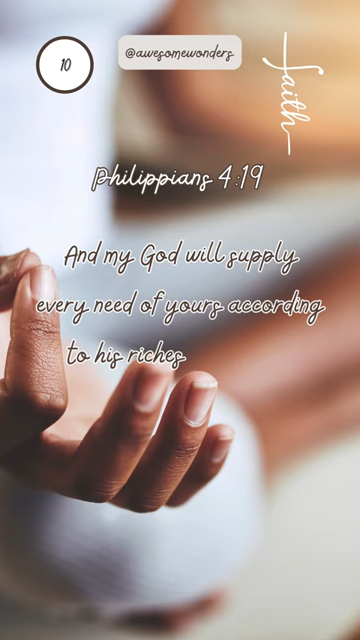 10
@awesomewonders
faith
Philippians 4:19
And my God will supply
every need of yours according
to his riches